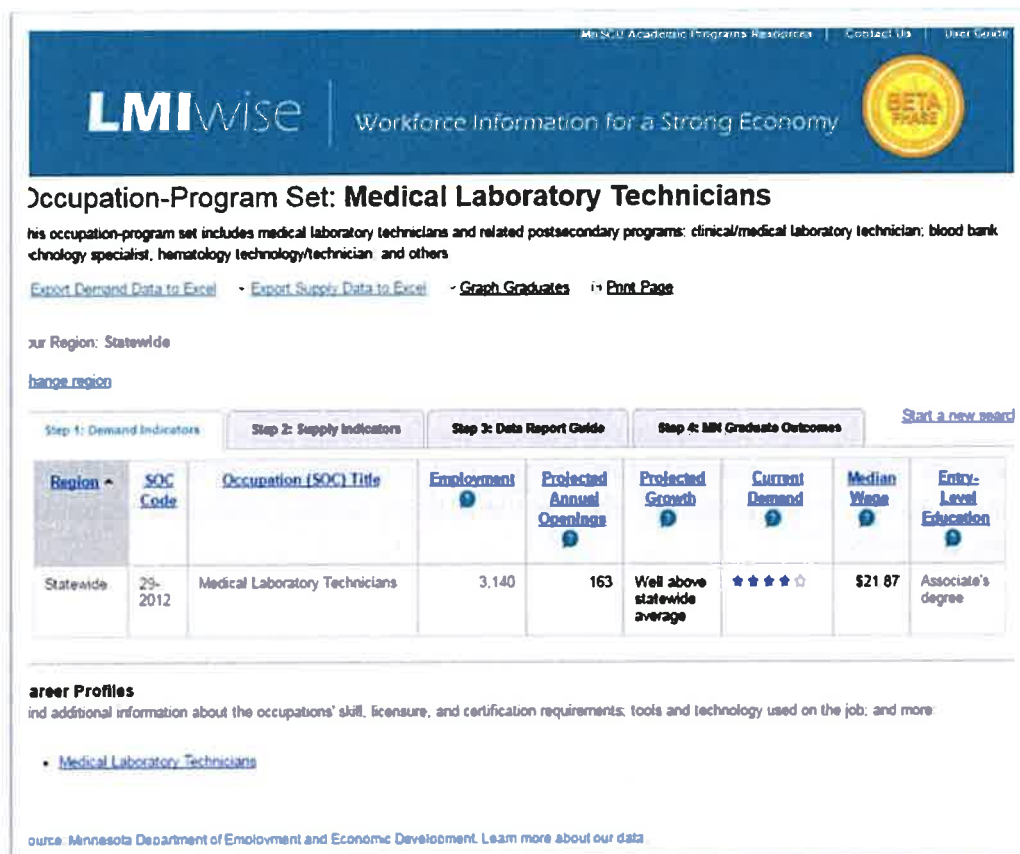 MnSCU Academic Programs Resources | Contact Us | User Guide
LMIwise | Workforce Information for a Strong Economy
BETA
PHASE
Occupation-Program Set: Medical Laboratory Technicians
his occupation-program set includes medical laboratory technicians and related postsecondary programs: clinical/medical laboratory technician; blood bank
chnology specialist, hematology technology/technician and others
Export Demand Data to Excel - Export Supply Data to Excel - Graph Graduates Print Page
our Region: Statewide
hange region
Start a new search
Step 1: Demand Indicators Step 2: Supply Indicators Step 3: Data Report Guide Step 4: MN Graduate Outcomes
Region SOC Code Occupation (SOC) Title Employment Projected Annual Openings Projected Growth Current Demand Median Wage Entry-Level Education
Statewide 29-2012 Medical Laboratory Technicians 3,140 163 Well above statewide average ★★★★☆ $21 87 Associate's degree
areer Profiles
ind additional information about the occupations' skill, licensure, and certification requirements; tools and technology used on the job; and more:
• Medical Laboratory Technicians
ource: Minnesota Department of Employment and Economic Development. Learn more about our data